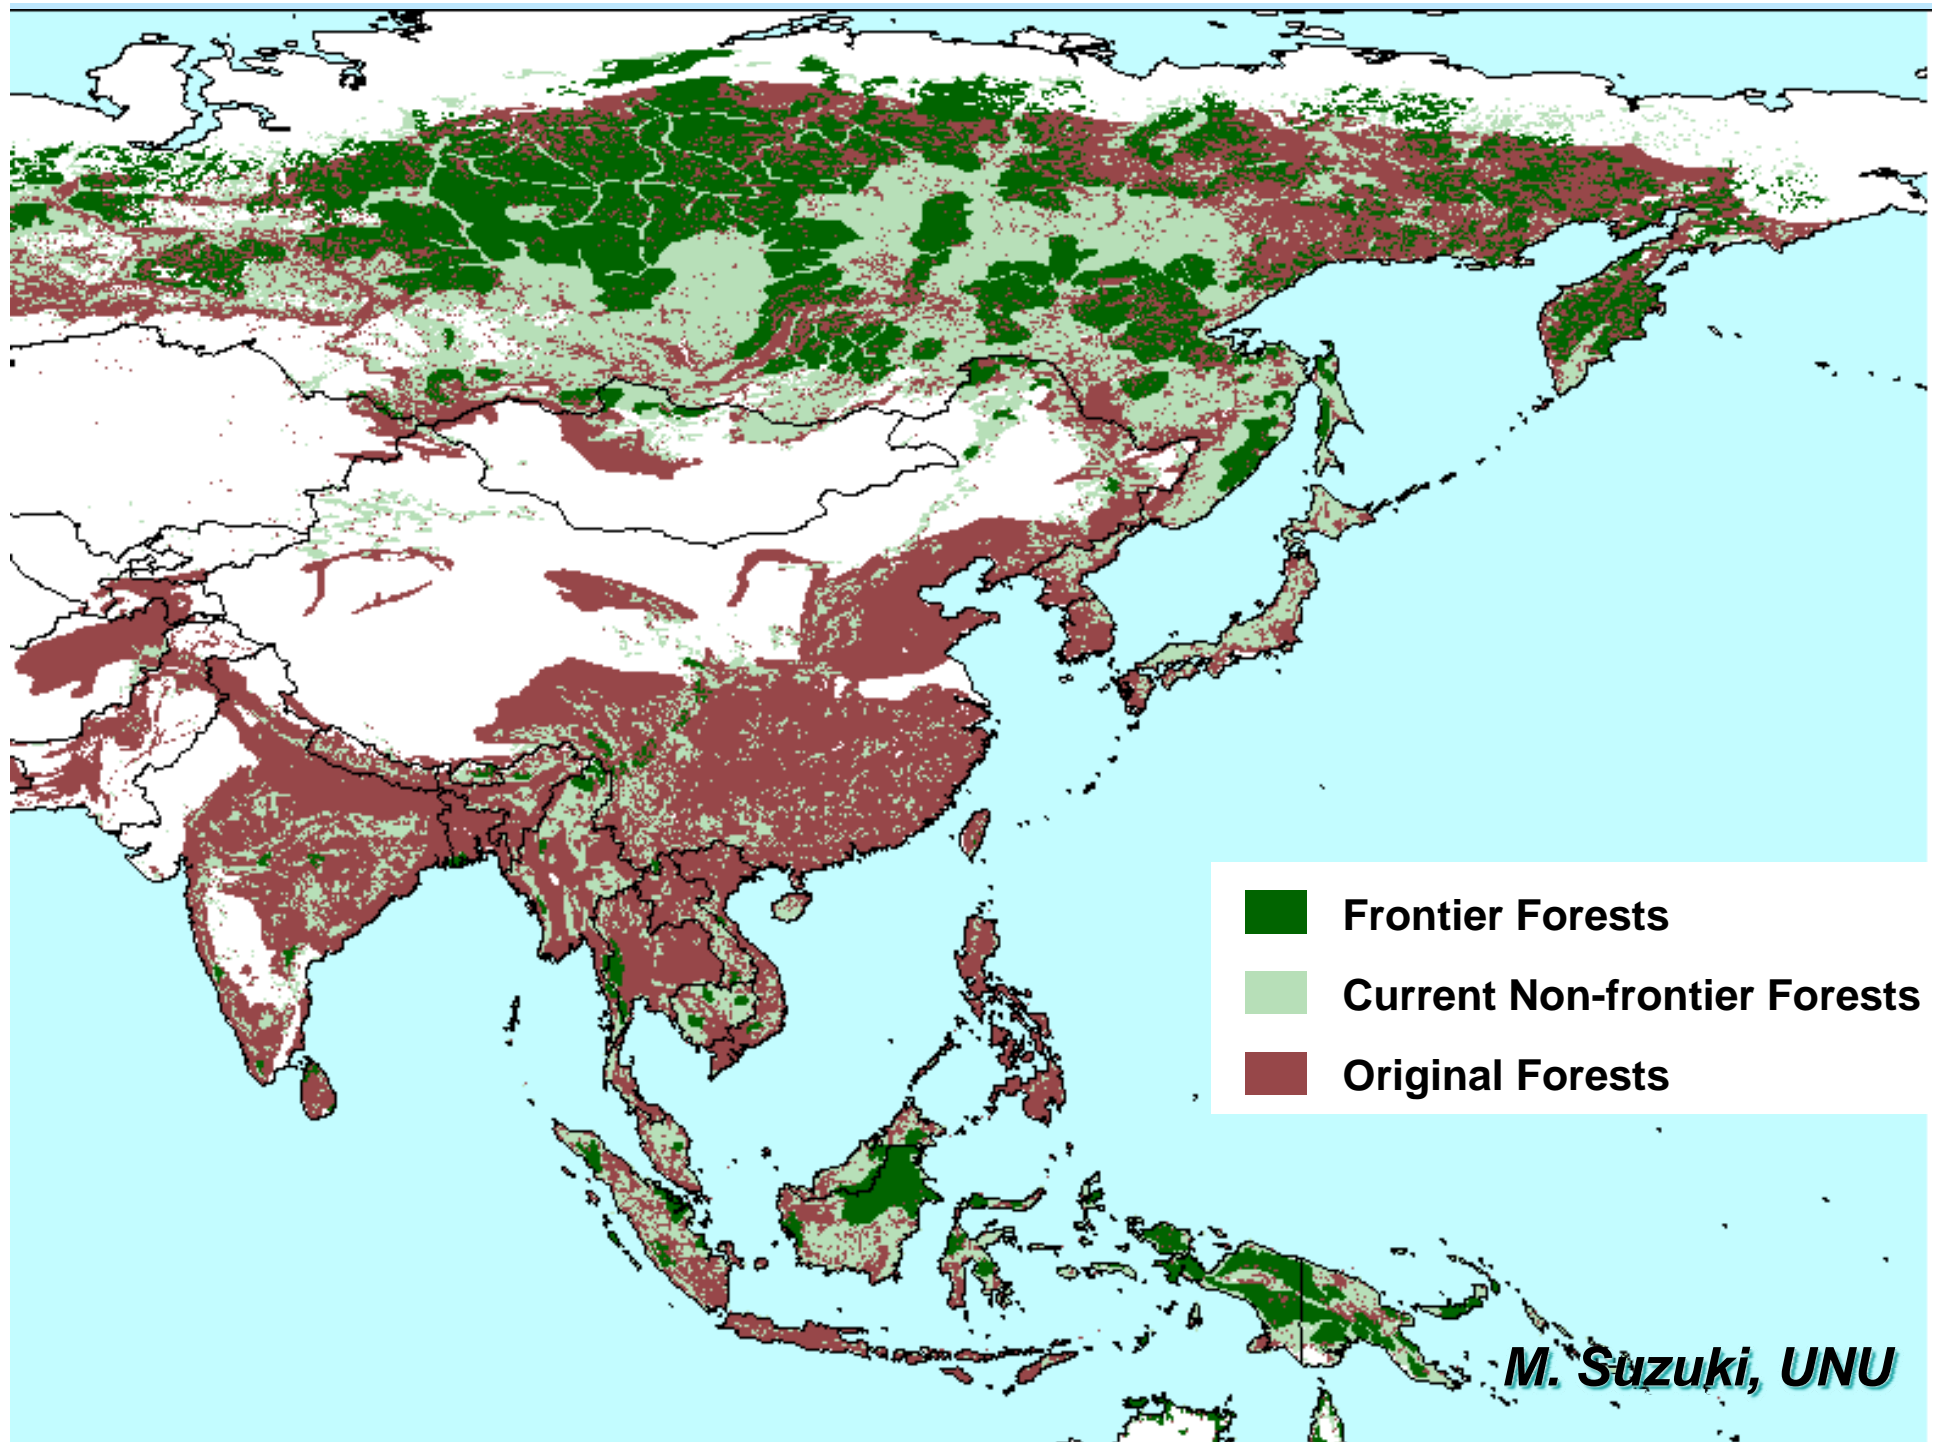 Frontier Forests
Current Non-frontier Forests
Original Forests
M. Suzuki, UNU